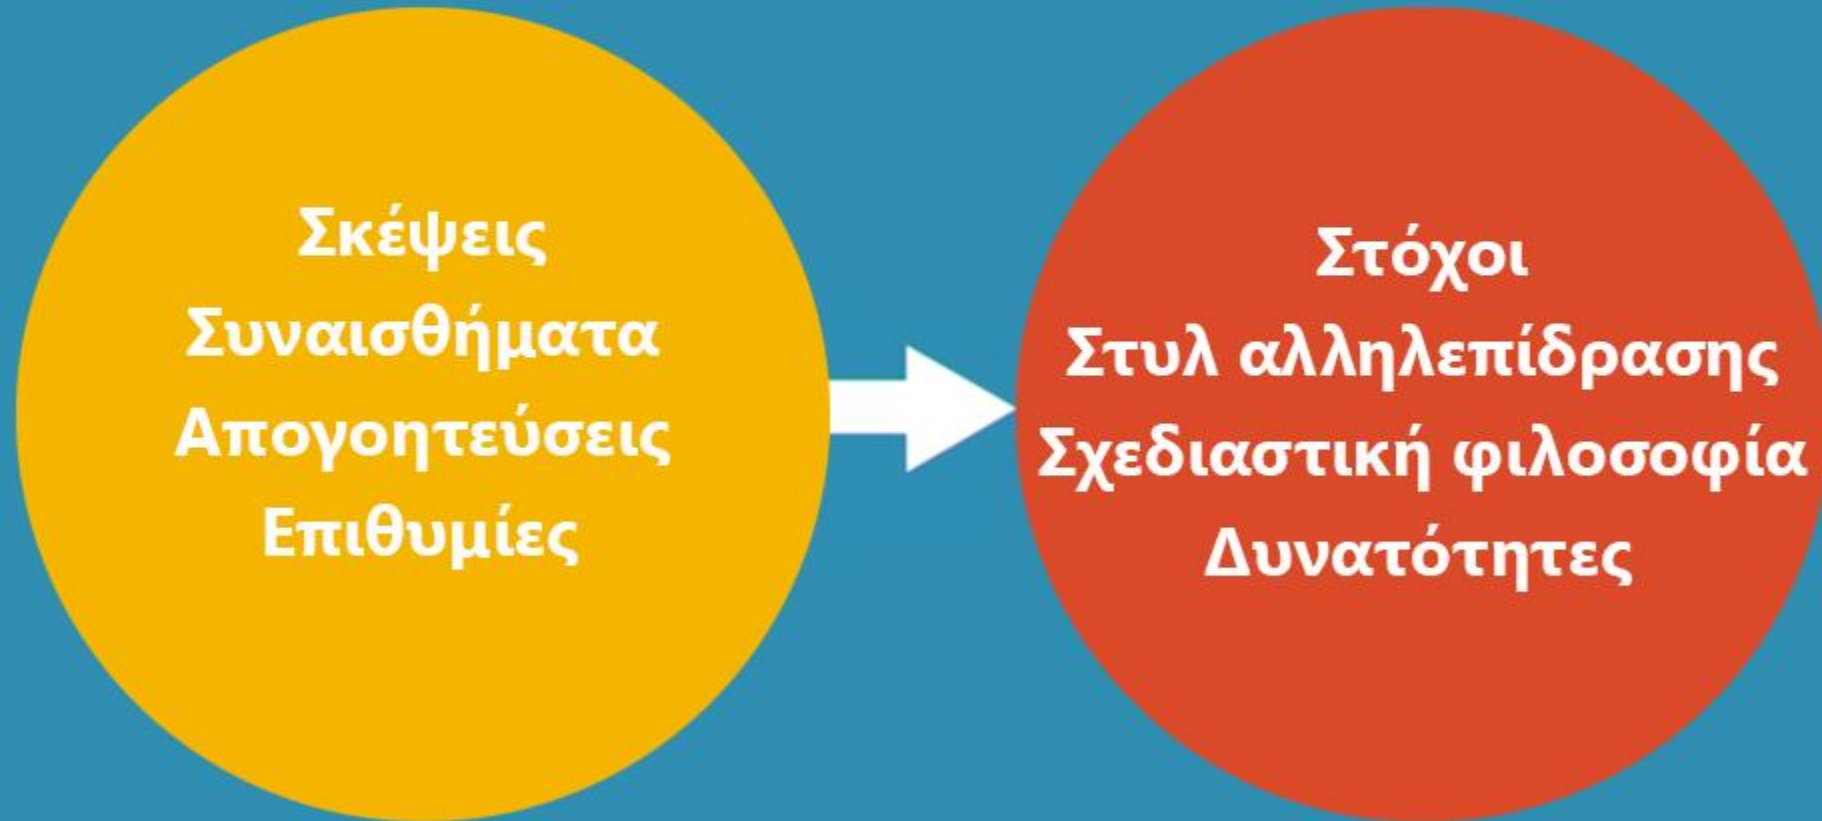 Σκέψεις
Συναισθήματα
Απογοητεύσεις
Επιθυμίες
Στόχοι
Στυλ αλληλεπίδρασης
Σχεδιαστική φιλοσοφία
Δυνατότητες